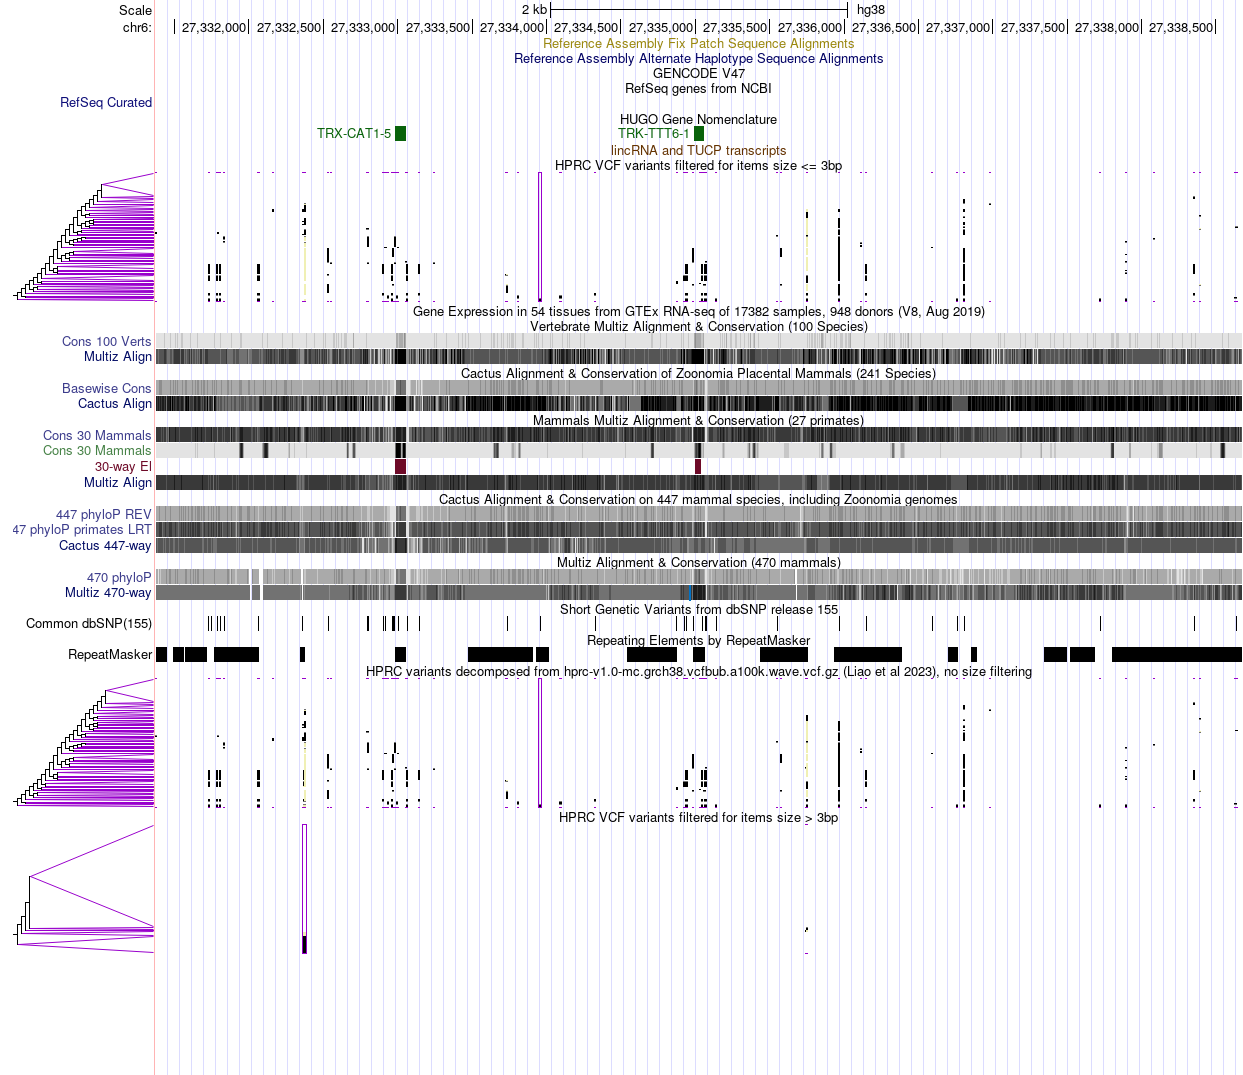 Scale 2 kb hg38
chr6: 27,332,000 27,332,500 27,333,000 27,333,500 27,334,000 27,334,500 27,335,000 27,335,500 27,336,000 27,336,500 27,337,000 27,337,500 27,338,000 27,338,500
Reference Assembly Fix Patch Sequence Alignments
Reference Assembly Alternate Haplotype Sequence Alignments
GENCODE V47
RefSeq genes from NCBI
RefSeq Curated
HUGO Gene Nomenclature
TRX-CAT1-5 TRK-TTT6-1
lincRNA and TUCP transcripts
HPRC VCF variants filtered for items size <= 3bp
Gene Expression in 54 tissues from GTEx RNA-seq of 17382 samples, 948 donors (V8, Aug 2019)
Vertebrate Multiz Alignment & Conservation (100 Species)
Cons 100 Verts
Multiz Align
Cactus Alignment & Conservation of Zoonomia Placental Mammals (241 Species)
Basewise Cons
Cactus Align
Mammals Multiz Alignment & Conservation (27 primates)
Cons 30 Mammals
Cons 30 Mammals
30-way El
Multiz Align
Cactus Alignment & Conservation on 447 mammal species, including Zoonomia genomes
447 phyloP REV
47 phyloP primates LRT
Cactus 447-way
Multiz Alignment & Conservation (470 mammals)
470 phyloP
Multiz 470-way
Short Genetic Variants from dbSNP release 155
Common dbSNP(155)
Repeating Elements by RepeatMasker
RepeatMasker
HPRC variants decomposed from hprc-v1.0-mc.grch38.vcfbub.a100k.wave.vcf.gz (Liao et al 2023), no size filtering
HPRC VCF variants filtered for items size > 3bp